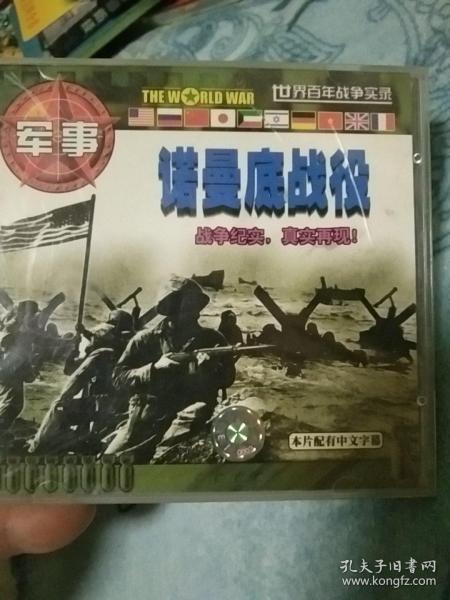 THE WORLD WAR
世界百年战争实录
军事
诺曼底战役
战争纪实，真实再现！
本片配有中文字幕
孔夫子旧书网
www.kongfz.com